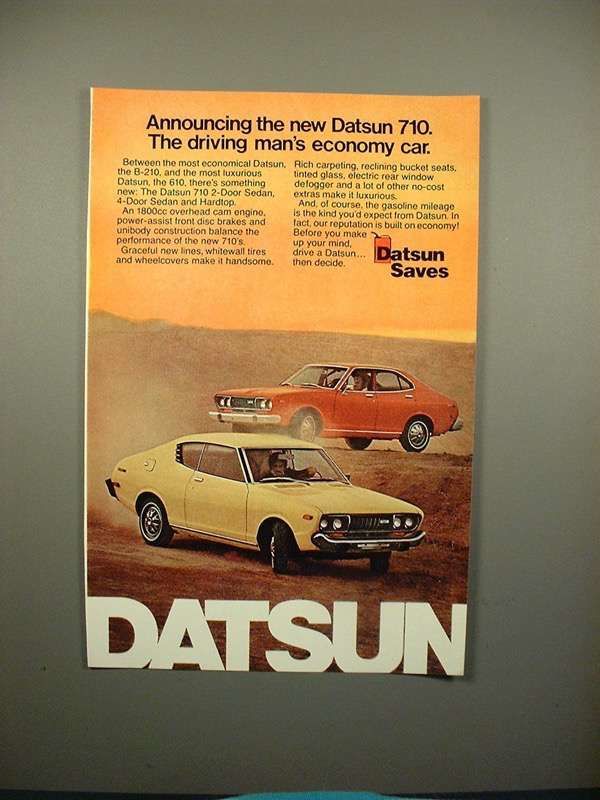 Announcing the new Datsun 710.
The driving man's economy car.
Between the most economical Datsun,
the B-210, and the most luxurious
Datsun, the 610, there's something
new: The Datsun 710 2-Door Sedan,
4-Door Sedan and Hardtop.
An 1800cc overhead cam engine,
power-assist front disc brakes and
unibody construction balance the
performance of the new 710's.
Graceful new lines, whitewall tires
and wheelcovers make it handsome.
Rich carpeting, reclining bucket seats,
tinted glass, electric rear window
defogger and a lot of other no-cost
extras make it luxurious.
And, of course, the gasoline mileage
is the kind you'd expect from Datsun. In
fact, our reputation is built on economy!
Before you make
up your mind,
drive a Datsun...
then decide.
Datsun
Saves
DATSUN